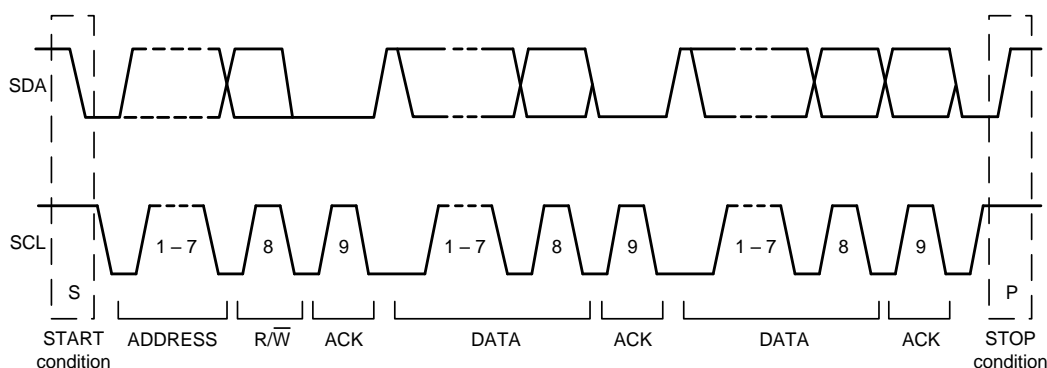 SDA
SCL
1 – 7
8
9
1 – 7
8
9
1 – 7
8
9
S
P
START
condition
ADDRESS
R/W̅
ACK
DATA
ACK
DATA
ACK
STOP
condition